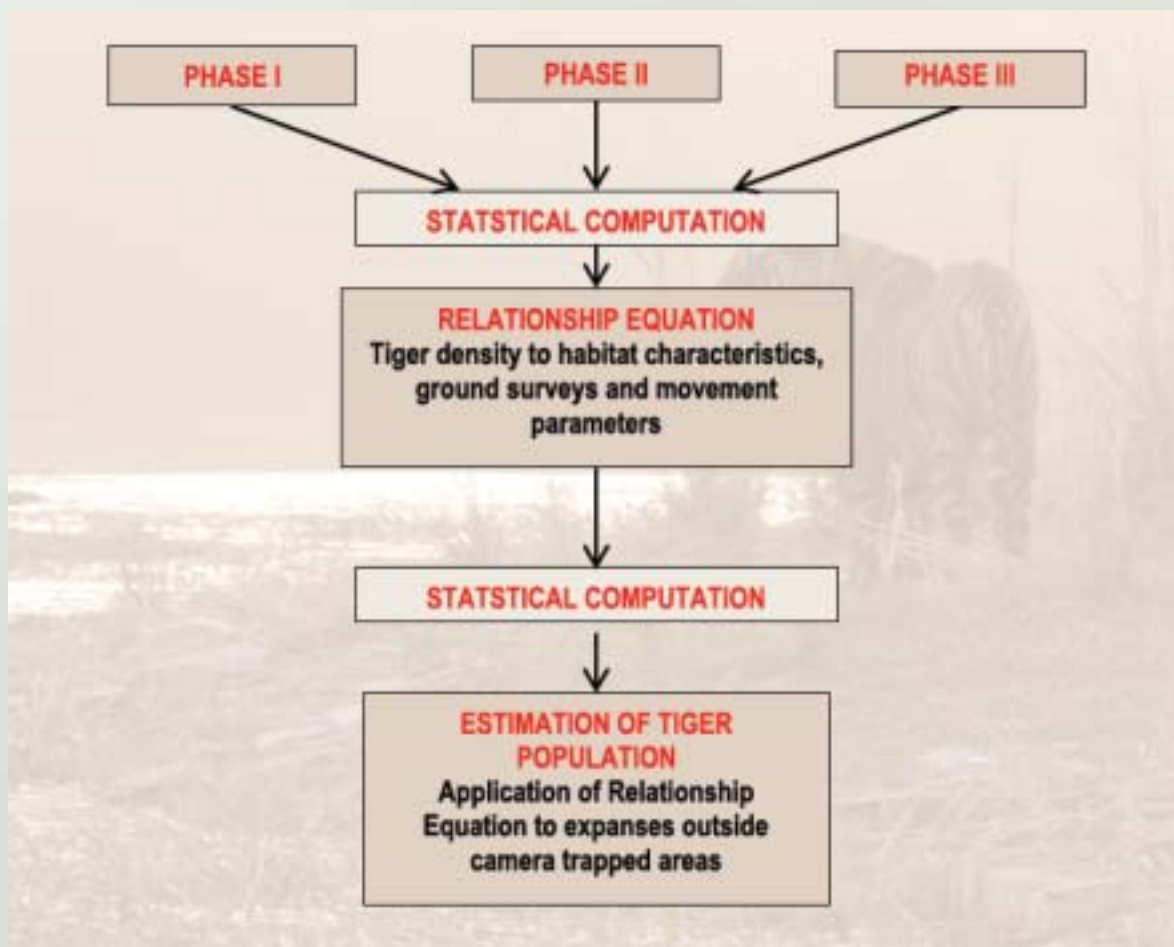 PHASE I
PHASE II
PHASE III
STATSTICAL COMPUTATION
RELATIONSHIP EQUATION
Tiger density to habitat characteristics,
ground surveys and movement
parameters
STATSTICAL COMPUTATION
ESTIMATION OF TIGER
POPULATION
Application of Relationship
Equation to expanses outside
camera trapped areas